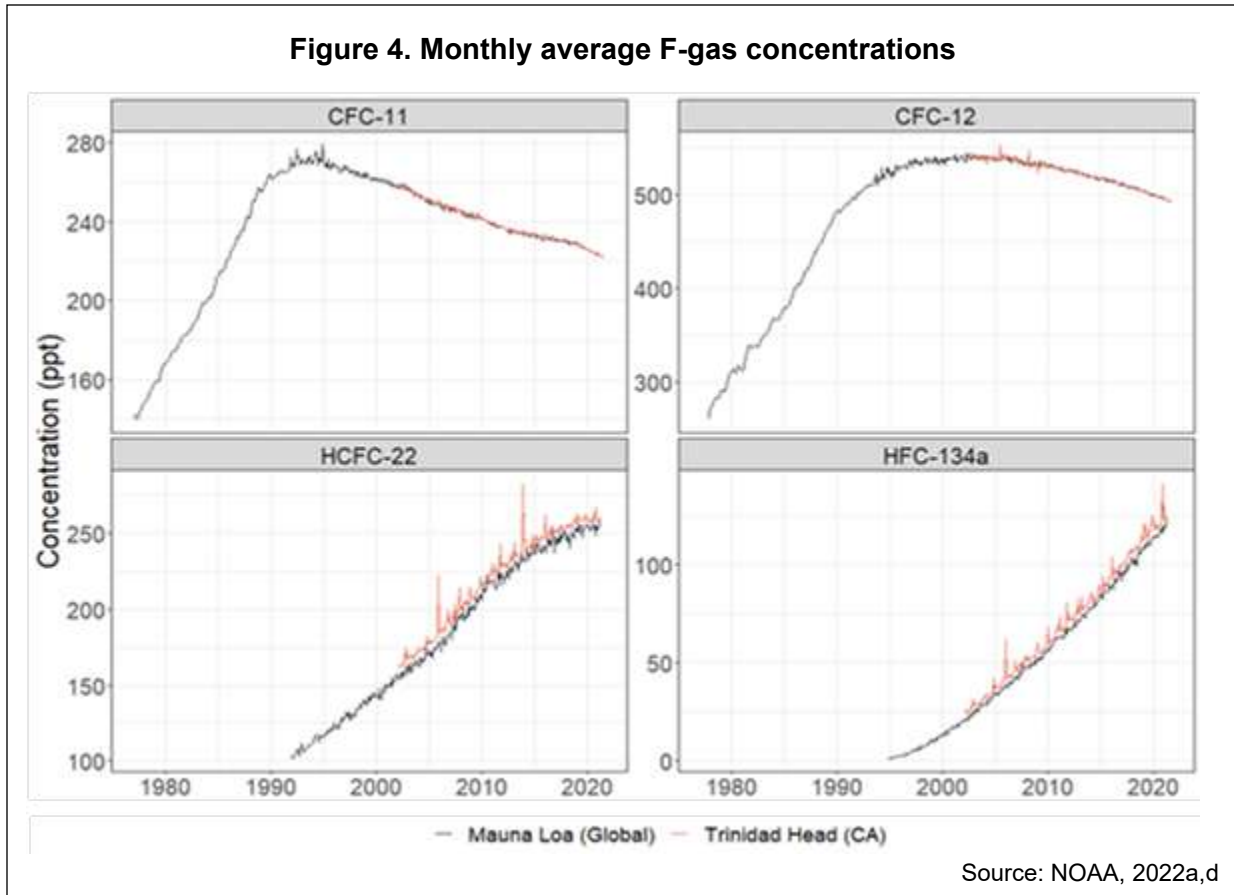 Figure 4. Monthly average F-gas concentrations
CFC-11
CFC-12
Concentration (ppt)
280
240
200
160
500
400
300
HCFC-22
HFC-134a
250
200
150
100
100
50
0
1980 1990 2000 2010 2020
1980 1990 2000 2010 2020
Mauna Loa (Global) Trinidad Head (CA)
Source: NOAA, 2022a,d